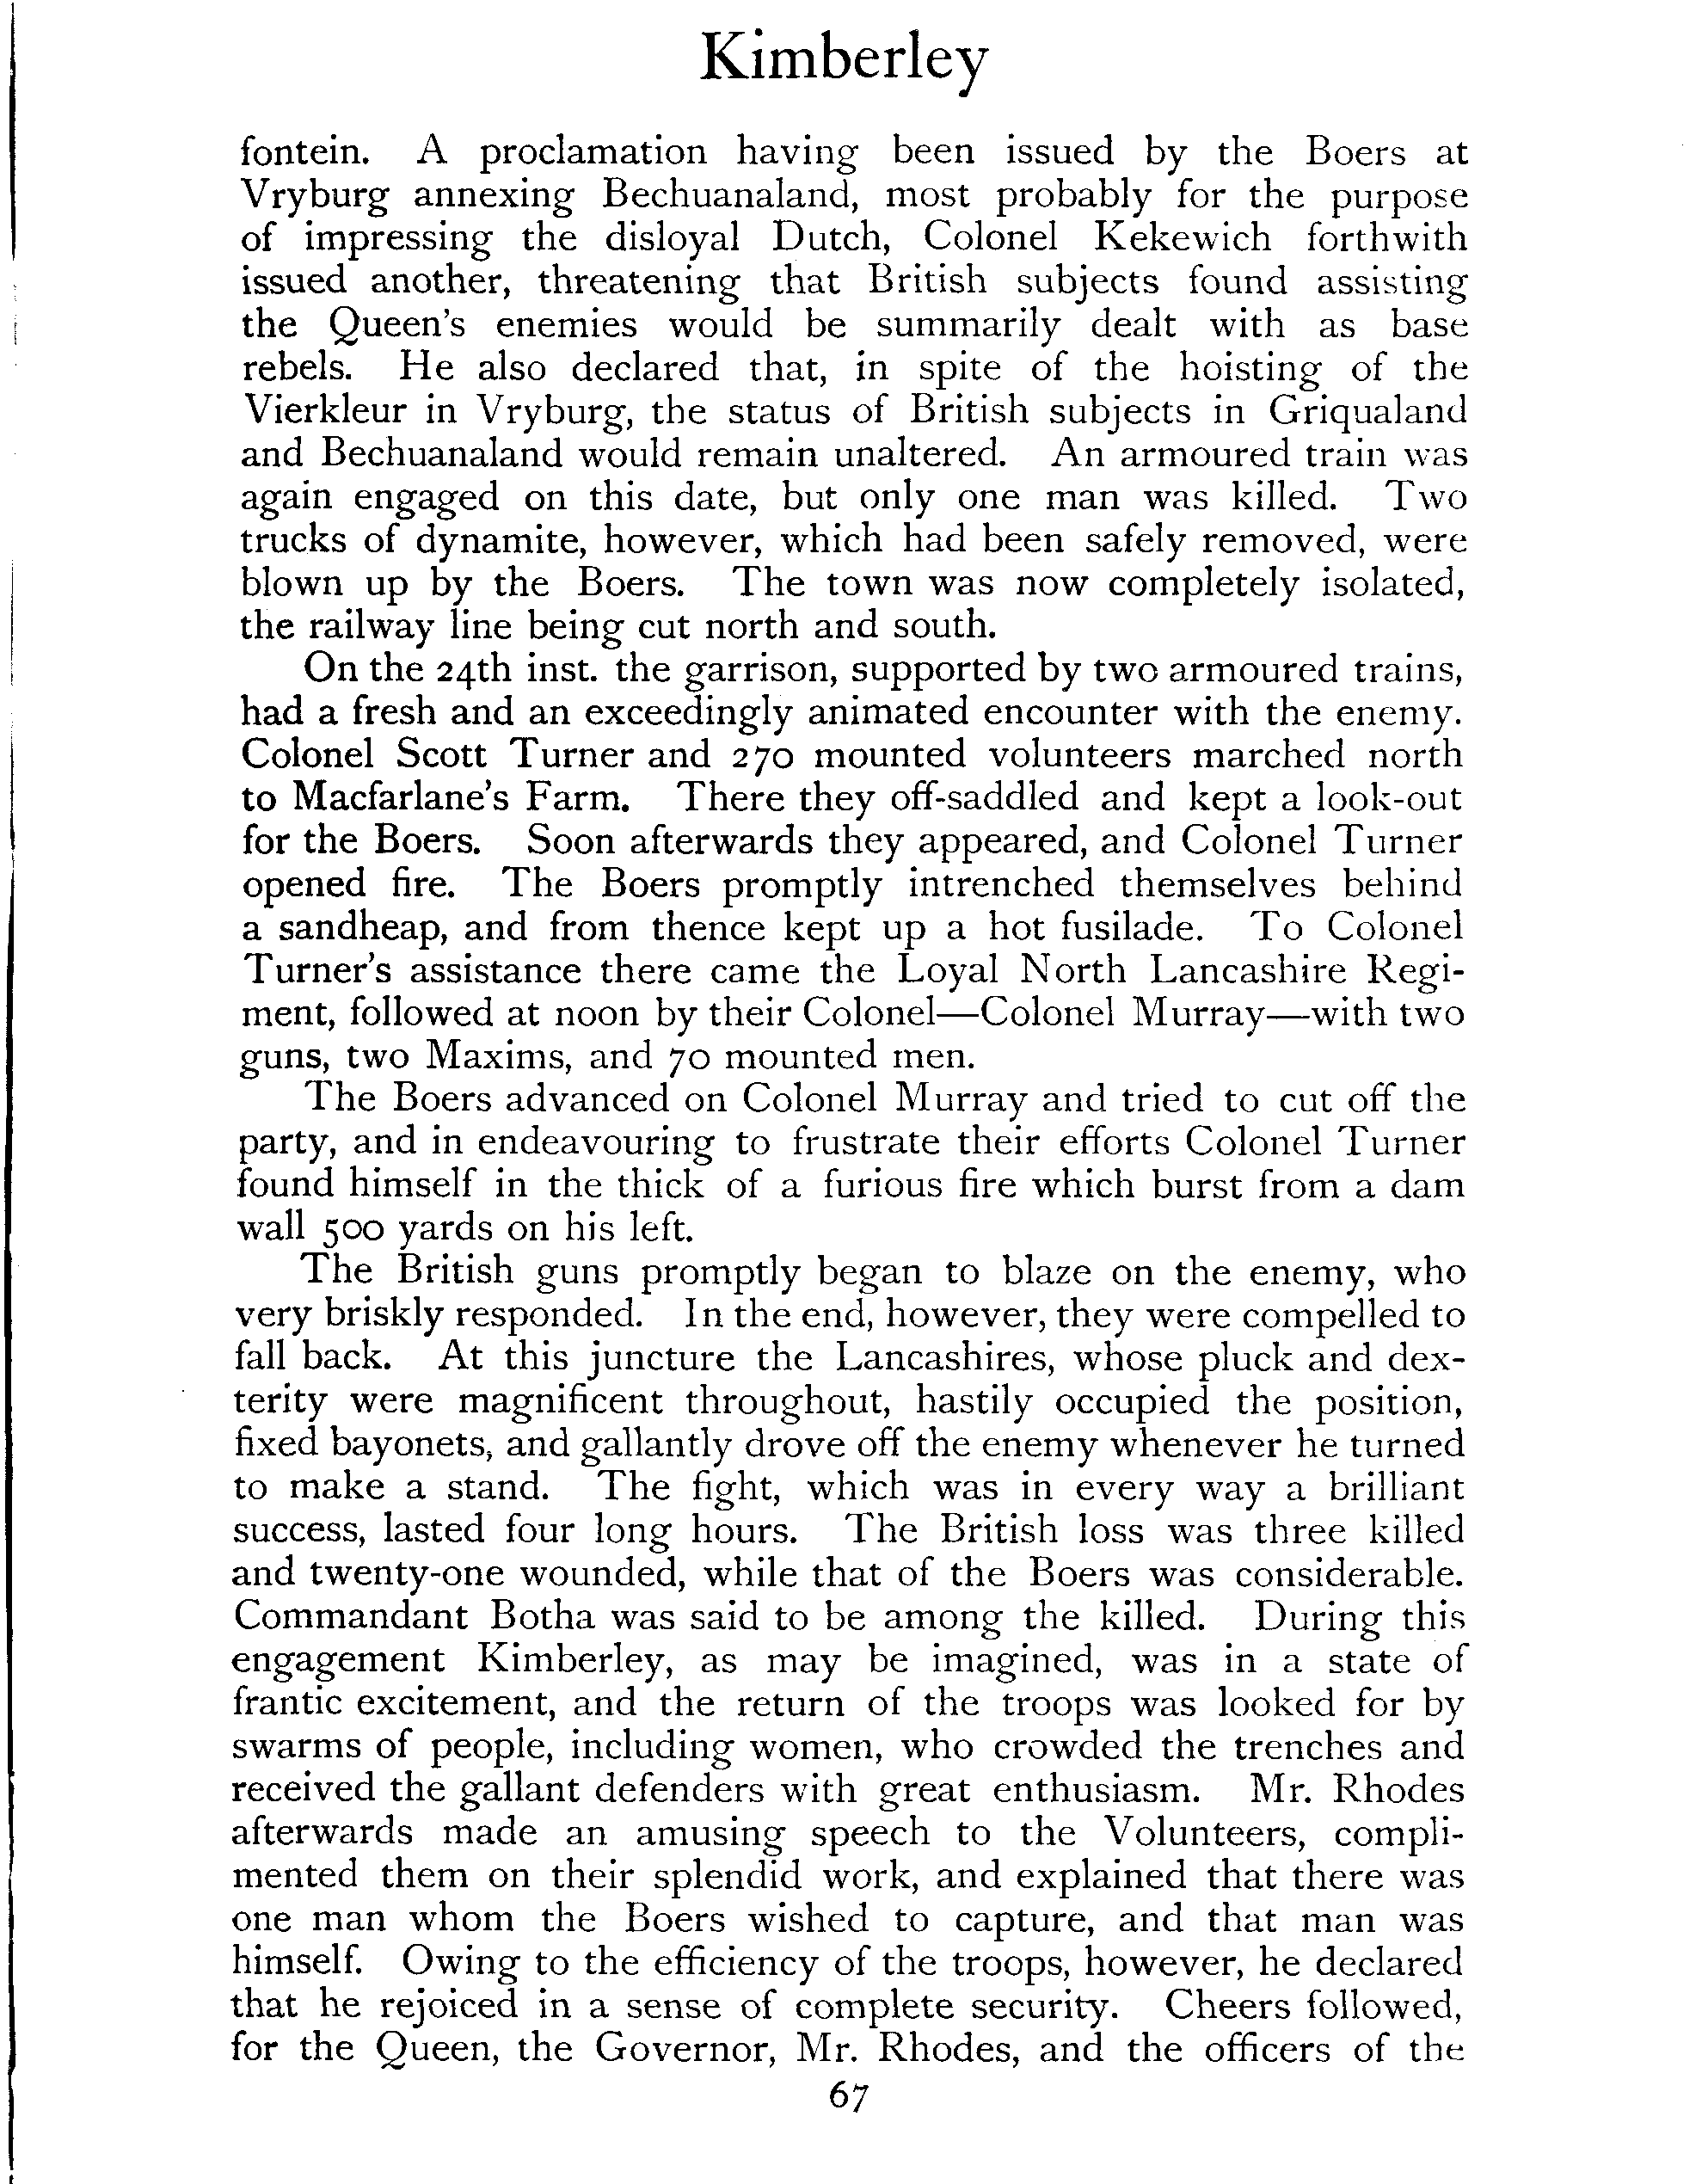 Kimberley
fontein. A proclamation having been issued by the Boers at
Vryburg annexing Bechuanaland, most probably for the purpose
of impressing the disloyal Dutch, Colonel Kekewich forthwith
issued another, threatening that British subjects found assisting
the Queen's enemies would be summarily dealt with as base
rebels. He also declared that, in spite of the hoisting of the
Vierkleur in Vryburg, the status of British subjects in Griqualand
and Bechuanaland would remain unaltered. An armoured train was
again engaged on this date, but only one man was killed. Two
trucks of dynamite, however, which had been safely removed, were
blown up by the Boers. The town was now completely isolated,
the railway line being cut north and south.
On the 24th inst. the garrison, supported by two armoured trains,
had a fresh and an exceedingly animated encounter with the enemy.
Colonel Scott Turner and 270 mounted volunteers marched north
to Macfarlane's Farm. There they off-saddled and kept a look-out
for the Boers. Soon afterwards they appeared, and Colonel Turner
opened fire. The Boers promptly intrenched themselves behind
a sandheap, and from thence kept up a hot fusilade. To Colonel
Turner's assistance there came the Loyal North Lancashire Regi-
ment, followed at noon by their Colonel—Colonel Murray—with two
guns, two Maxims, and 70 mounted men.
The Boers advanced on Colonel Murray and tried to cut off the
party, and in endeavouring to frustrate their efforts Colonel Turner
found himself in the thick of a furious fire which burst from a dam
wall 500 yards on his left.
The British guns promptly began to blaze on the enemy, who
very briskly responded. In the end, however, they were compelled to
fall back. At this juncture the Lancashires, whose pluck and dex-
terity were magnificent throughout, hastily occupied the position,
fixed bayonets, and gallantly drove off the enemy whenever he turned
to make a stand. The fight, which was in every way a brilliant
success, lasted four long hours. The British loss was three killed
and twenty-one wounded, while that of the Boers was considerable.
Commandant Botha was said to be among the killed. During this
engagement Kimberley, as may be imagined, was in a state of
frantic excitement, and the return of the troops was looked for by
swarms of people, including women, who crowded the trenches and
received the gallant defenders with great enthusiasm. Mr. Rhodes
afterwards made an amusing speech to the Volunteers, compli-
mented them on their splendid work, and explained that there was
one man whom the Boers wished to capture, and that man was
himself. Owing to the efficiency of the troops, however, he declared
that he rejoiced in a sense of complete security. Cheers followed,
for the Queen, the Governor, Mr. Rhodes, and the officers of the
67